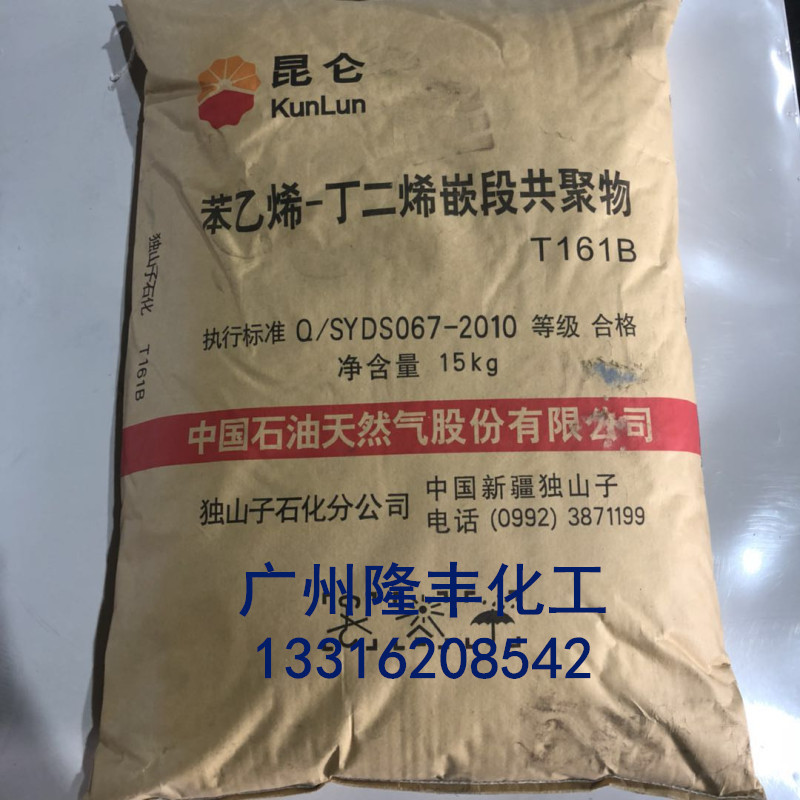 昆仑
KunLun
苯乙烯-丁二烯嵌段共聚物
T161B
独山子石化 T161B
执行标准 Q/SYDS067-2010 等级 合格
净含量 15kg
中国石油天然气股份有限公司
独山子石化分公司
中国新疆独山子
电话 (0992) 3871199
广州隆丰化工
13316208542